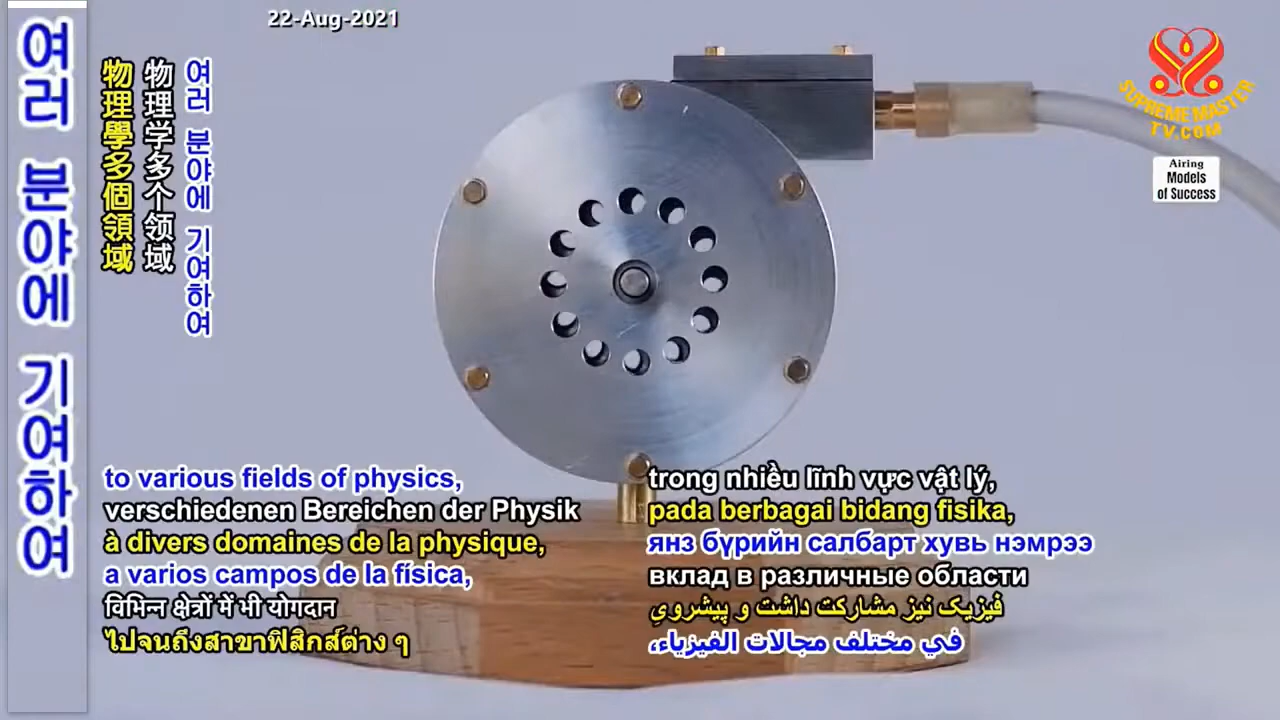 22-Aug-2021
여러 분야에 기여하여
物理學多個領域
物理学多个领域
여러 분야에 기여하여
SUPREME MASTER
TV.COM
Airing
Models
of Success
to various fields of physics,
verschiedenen Bereichen der Physik
à divers domaines de la physique,
a varios campos de la física,
विभिन्न क्षेत्रों में भी योगदान
ไปจนถึงสาขาฟิสิกส์ต่าง ๆ
trong nhiều lĩnh vực vật lý,
pada berbagai bidang fisika,
янз бүрийн салбарт хувь нэмрээ
вклад в различные области
فیزیک نیز مشارکت داشت و پیشرویِ
في مختلف مجالات الفيزياء،